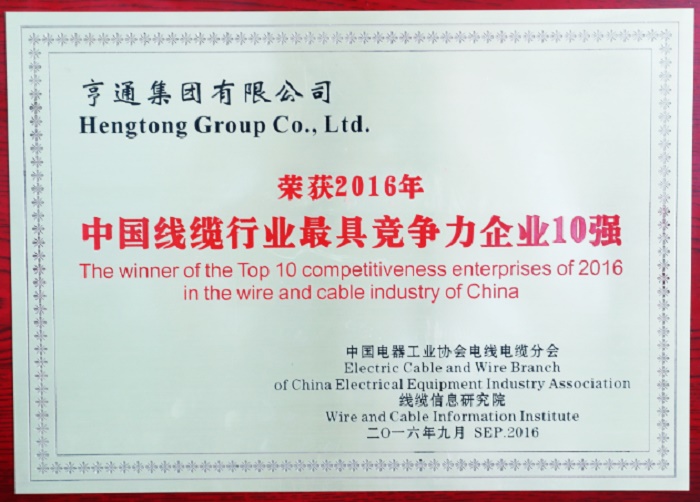 亨通集团有限公司
Hengtong Group Co., Ltd.
荣获2016年
中国线缆行业最具竞争力企业10强
The winner of the Top 10 competitiveness enterprises of 2016
in the wire and cable industry of China
中国电器工业协会电线电缆分会
Electric Cable and Wire Branch
of China Electrical Equipment Industry Association
线缆信息研究院
Wire and Cable Information Institute
二〇一六年九月 SEP.2016